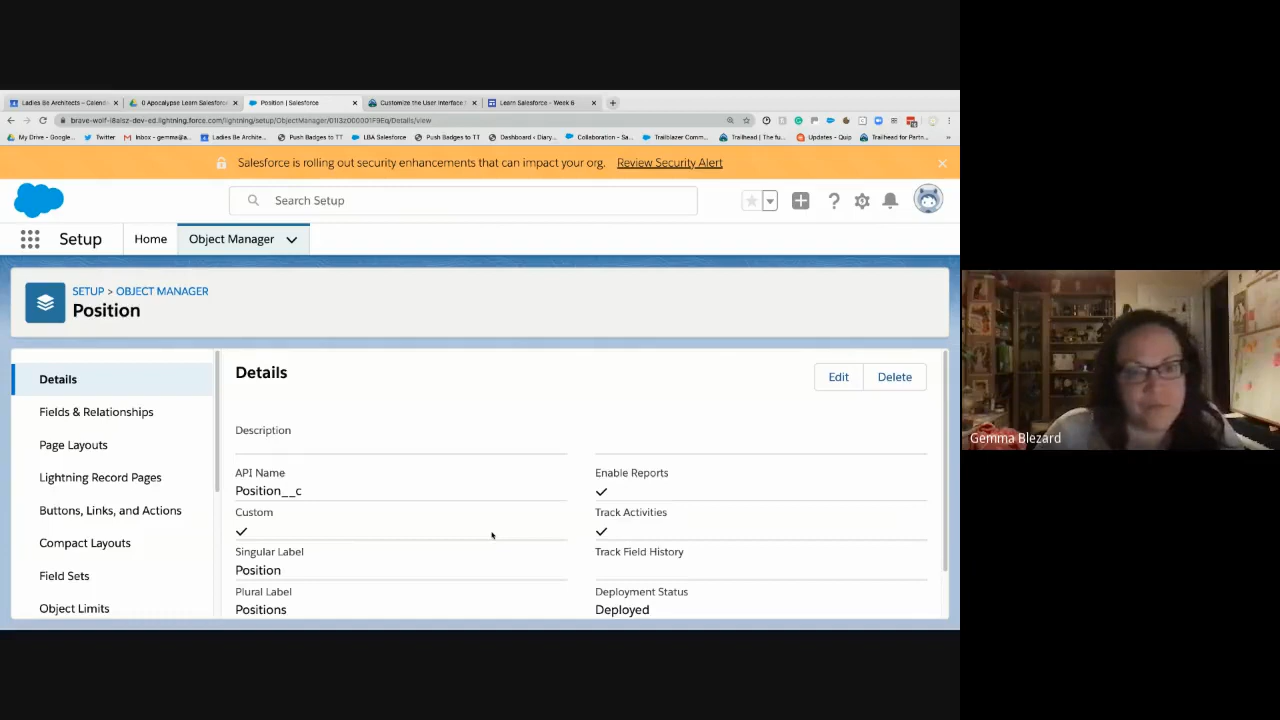 Ladies Be Architects - Calend
0 Apocalypse Learn Salesforce
Position | Salesforce
Customize the User Interface
Learn Salesforce - Week 6
brave-wolf-i8alsz-dev-ed.lightning.force.com/lightning/setup/ObjectManager/01I3z000001F9Eq/Details/view
My Drive - Google...
Twitter
Inbox - gemma@a...
Ladies Be Archite...
Push Badges to TT
LBA Salesforce
Push Badges to TT
Dashboard ‹ Diary...
Collaboration - Sa...
Trailblazer Comm...
Trailhead | The fu...
Updates - Quip
Trailhead for Partn...
Salesforce is rolling out security enhancements that can impact your org. Review Security Alert
Search Setup
Setup
Home
Object Manager
SETUP > OBJECT MANAGER
Position
Details
Fields & Relationships
Page Layouts
Lightning Record Pages
Buttons, Links, and Actions
Compact Layouts
Field Sets
Object Limits
Details
Edit
Delete
Description
API Name
Position__c
Custom
Singular Label
Position
Plural Label
Positions
Enable Reports
Track Activities
Track Field History
Deployment Status
Deployed
Gemma Blezard